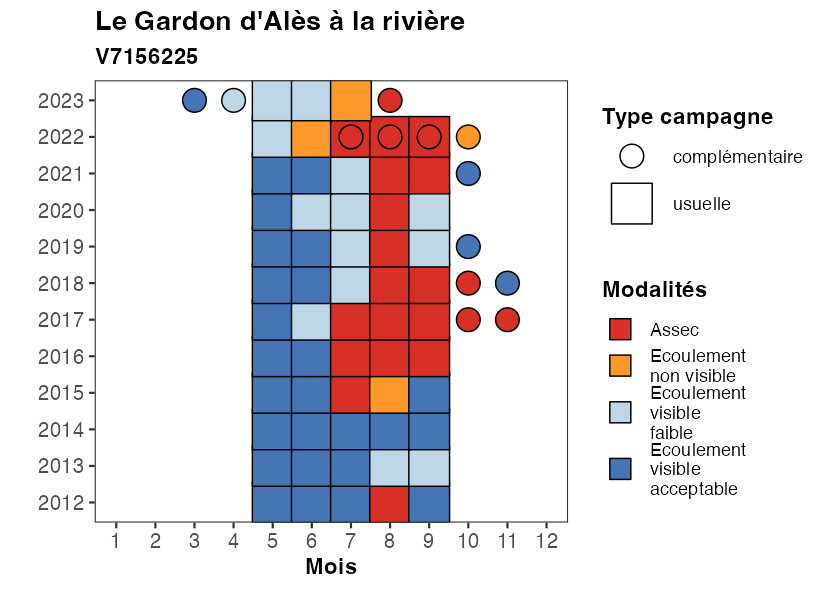 Le Gardon d'Alès à la rivière
V7156225
2023
2022
2021
2020
2019
2018
2017
2016
2015
2014
2013
2012
1 2 3 4 5 6 7 8 9 10 11 12
Mois
Type campagne
complémentaire
usuelle
Modalités
Assec
Ecoulement
non visible
Ecoulement
visible
faible
Ecoulement
visible
acceptable